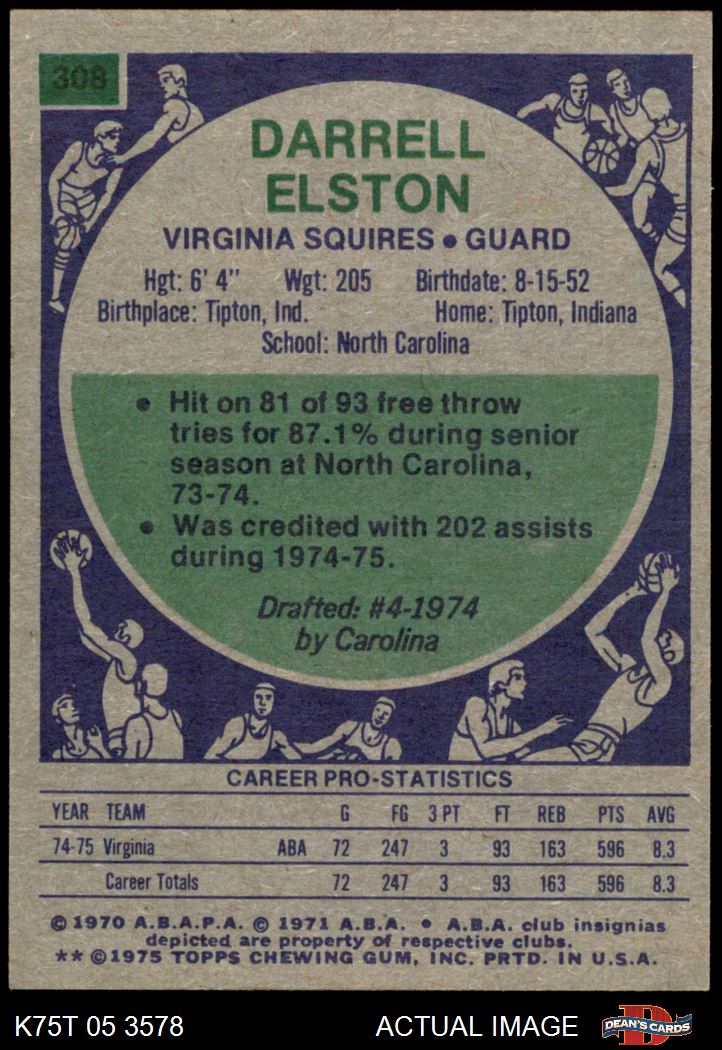 308
DARRELL
ELSTON
VIRGINIA SQUIRES • GUARD
Hgt: 6' 4" Wgt: 205 Birthdate: 8-15-52
Birthplace: Tipton, Ind. Home: Tipton, Indiana
School: North Carolina
• Hit on 81 of 93 free throw
tries for 87.1% during senior
season at North Carolina,
73-74.
• Was credited with 202 assists
during 1974-75.
Drafted: #4-1974
by Carolina
CAREER PRO-STATISTICS
YEAR TEAM G FG 3 PT FT REB PTS AVG
74-75 Virginia ABA 72 247 3 93 163 596 8.3
Career Totals 72 247 3 93 163 596 8.3
© 1970 A.B.A.P.A. © 1971 A.B.A. • A.B.A. club insignias
depicted are property of respective clubs.
** © 1975 TOPPS CHEWING GUM, INC. PRTD. IN U.S.A.
K75T 05 3578 ACTUAL IMAGE D DEAN'S CARDS